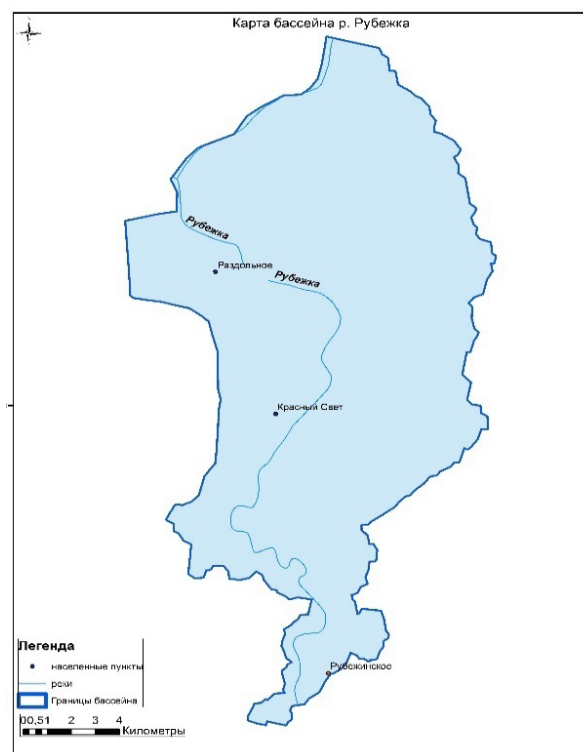 Карта бассейна р. Рубежка
Рубежка
Раздольное
Рубежка
Красный Свет
Рубежинское
Легенда
населенные пункты
реки
Границы бассейна
00,51 2 3 4
Километры